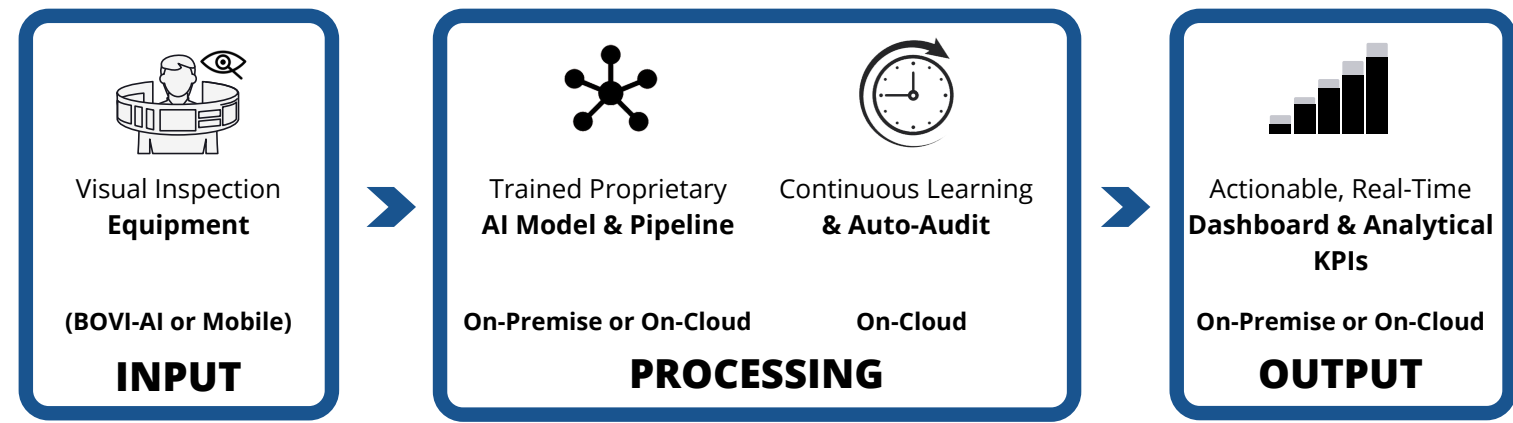 Visual Inspection
Equipment
(BOVI-AI or Mobile)
INPUT
Trained Proprietary
AI Model & Pipeline
On-Premise or On-Cloud
Continuous Learning
& Auto-Audit
On-Cloud
PROCESSING
Actionable, Real-Time
Dashboard & Analytical
KPIs
On-Premise or On-Cloud
OUTPUT